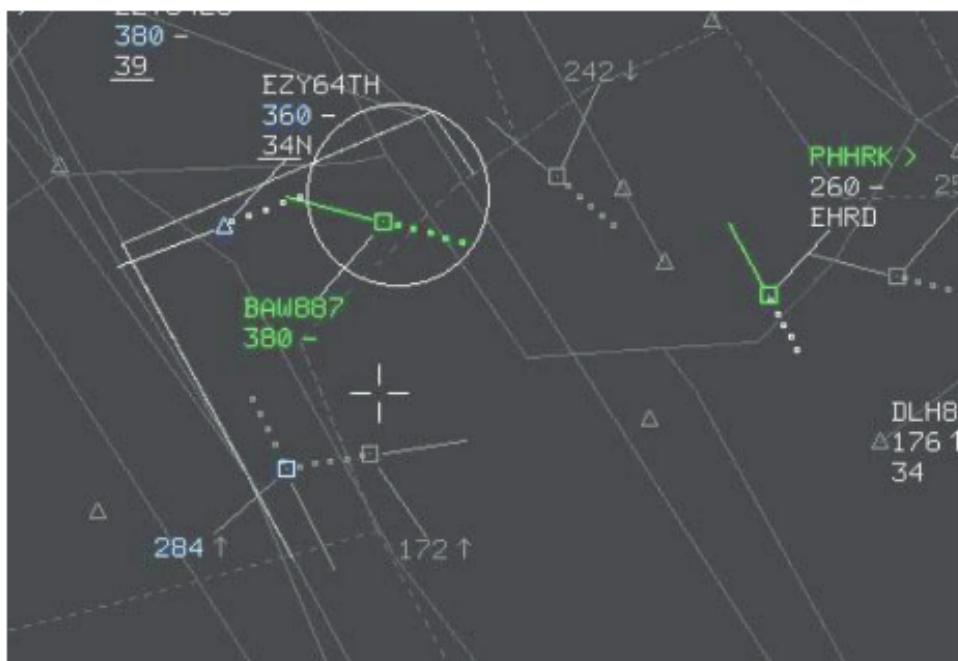 380 -
39
EZY64TH
360 -
34N
242 ↓
PHHRK >
260 -
EHRD
BAW887
380 -
284 ↑
172 ↑
DLH8
176 ↑
34